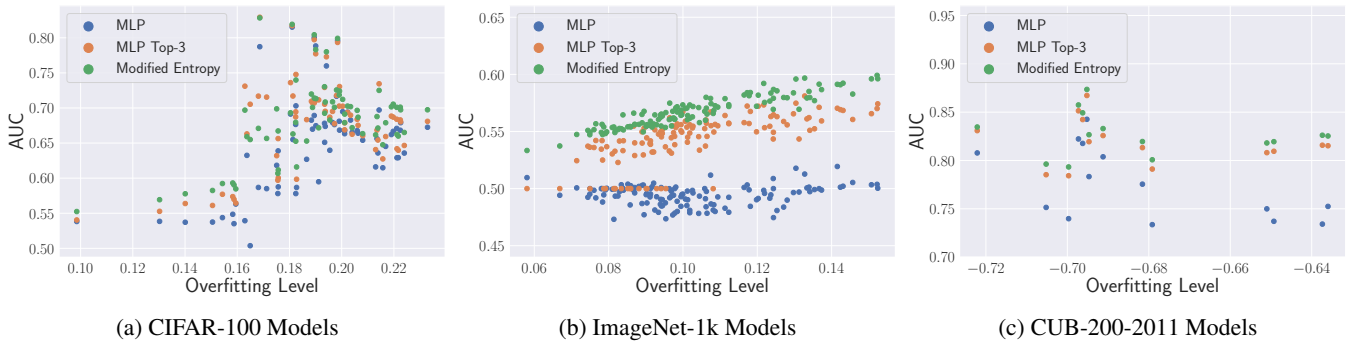 AUC
0.80
0.75
0.70
0.65
0.60
0.55
0.50
MLP
MLP Top-3
Modified Entropy
0.10 0.12 0.14 0.16 0.18 0.20 0.22
Overfitting Level
(a) CIFAR-100 Models
AUC
0.65
0.60
0.55
0.50
0.45
MLP
MLP Top-3
Modified Entropy
0.06 0.08 0.10 0.12 0.14
Overfitting Level
(b) ImageNet-1k Models
AUC
0.95
0.90
0.85
0.80
0.75
0.70
MLP
MLP Top-3
Modified Entropy
−0.72 −0.70 −0.68 −0.66 −0.64
Overfitting Level
(c) CUB-200-2011 Models